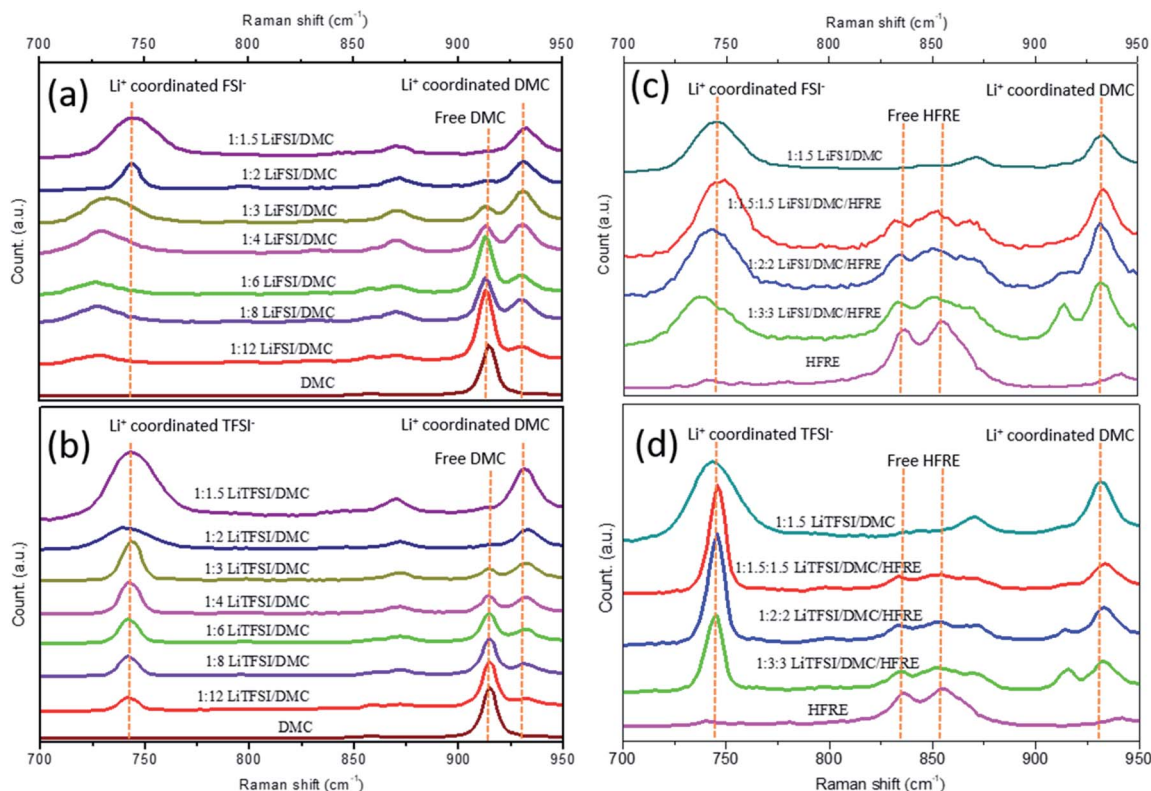 Raman shift (cm⁻¹)
700 750 800 850 900 950
(a)
Li⁺ coordinated FSI⁻
Li⁺ coordinated DMC
Free DMC
1:1.5 LiFSI/DMC
1:2 LiFSI/DMC
1:3 LiFSI/DMC
1:4 LiFSI/DMC
1:6 LiFSI/DMC
1:8 LiFSI/DMC
1:12 LiFSI/DMC
DMC
Count (a.u.)
(b)
Li⁺ coordinated TFSI⁻
Li⁺ coordinated DMC
Free DMC
1:1.5 LiTFSI/DMC
1:2 LiTFSI/DMC
1:3 LiTFSI/DMC
1:4 LiTFSI/DMC
1:6 LiTFSI/DMC
1:8 LiTFSI/DMC
1:12 LiTFSI/DMC
DMC
Count (a.u.)
700 750 800 850 900 950
Raman shift (cm⁻¹)
Raman shift (cm⁻¹)
700 750 800 850 900 950
(c)
Li⁺ coordinated FSI⁻
Li⁺ coordinated DMC
Free HFRE
1:1.5 LiFSI/DMC
1:1.5:1.5 LiFSI/DMC/HFRE
1:2:2 LiFSI/DMC/HFRE
1:3:3 LiFSI/DMC/HFRE
HFRE
Count. (a.u.)
(d)
Li⁺ coordinated TFSI⁻
Li⁺ coordinated DMC
Free HFRE
1:1.5 LiTFSI/DMC
1:1.5:1.5 LiTFSI/DMC/HFRE
1:2:2 LiTFSI/DMC/HFRE
1:3:3 LiTFSI/DMC/HFRE
HFRE
Count. (a.u.)
700 750 800 850 900 950
Raman shift (cm⁻¹)